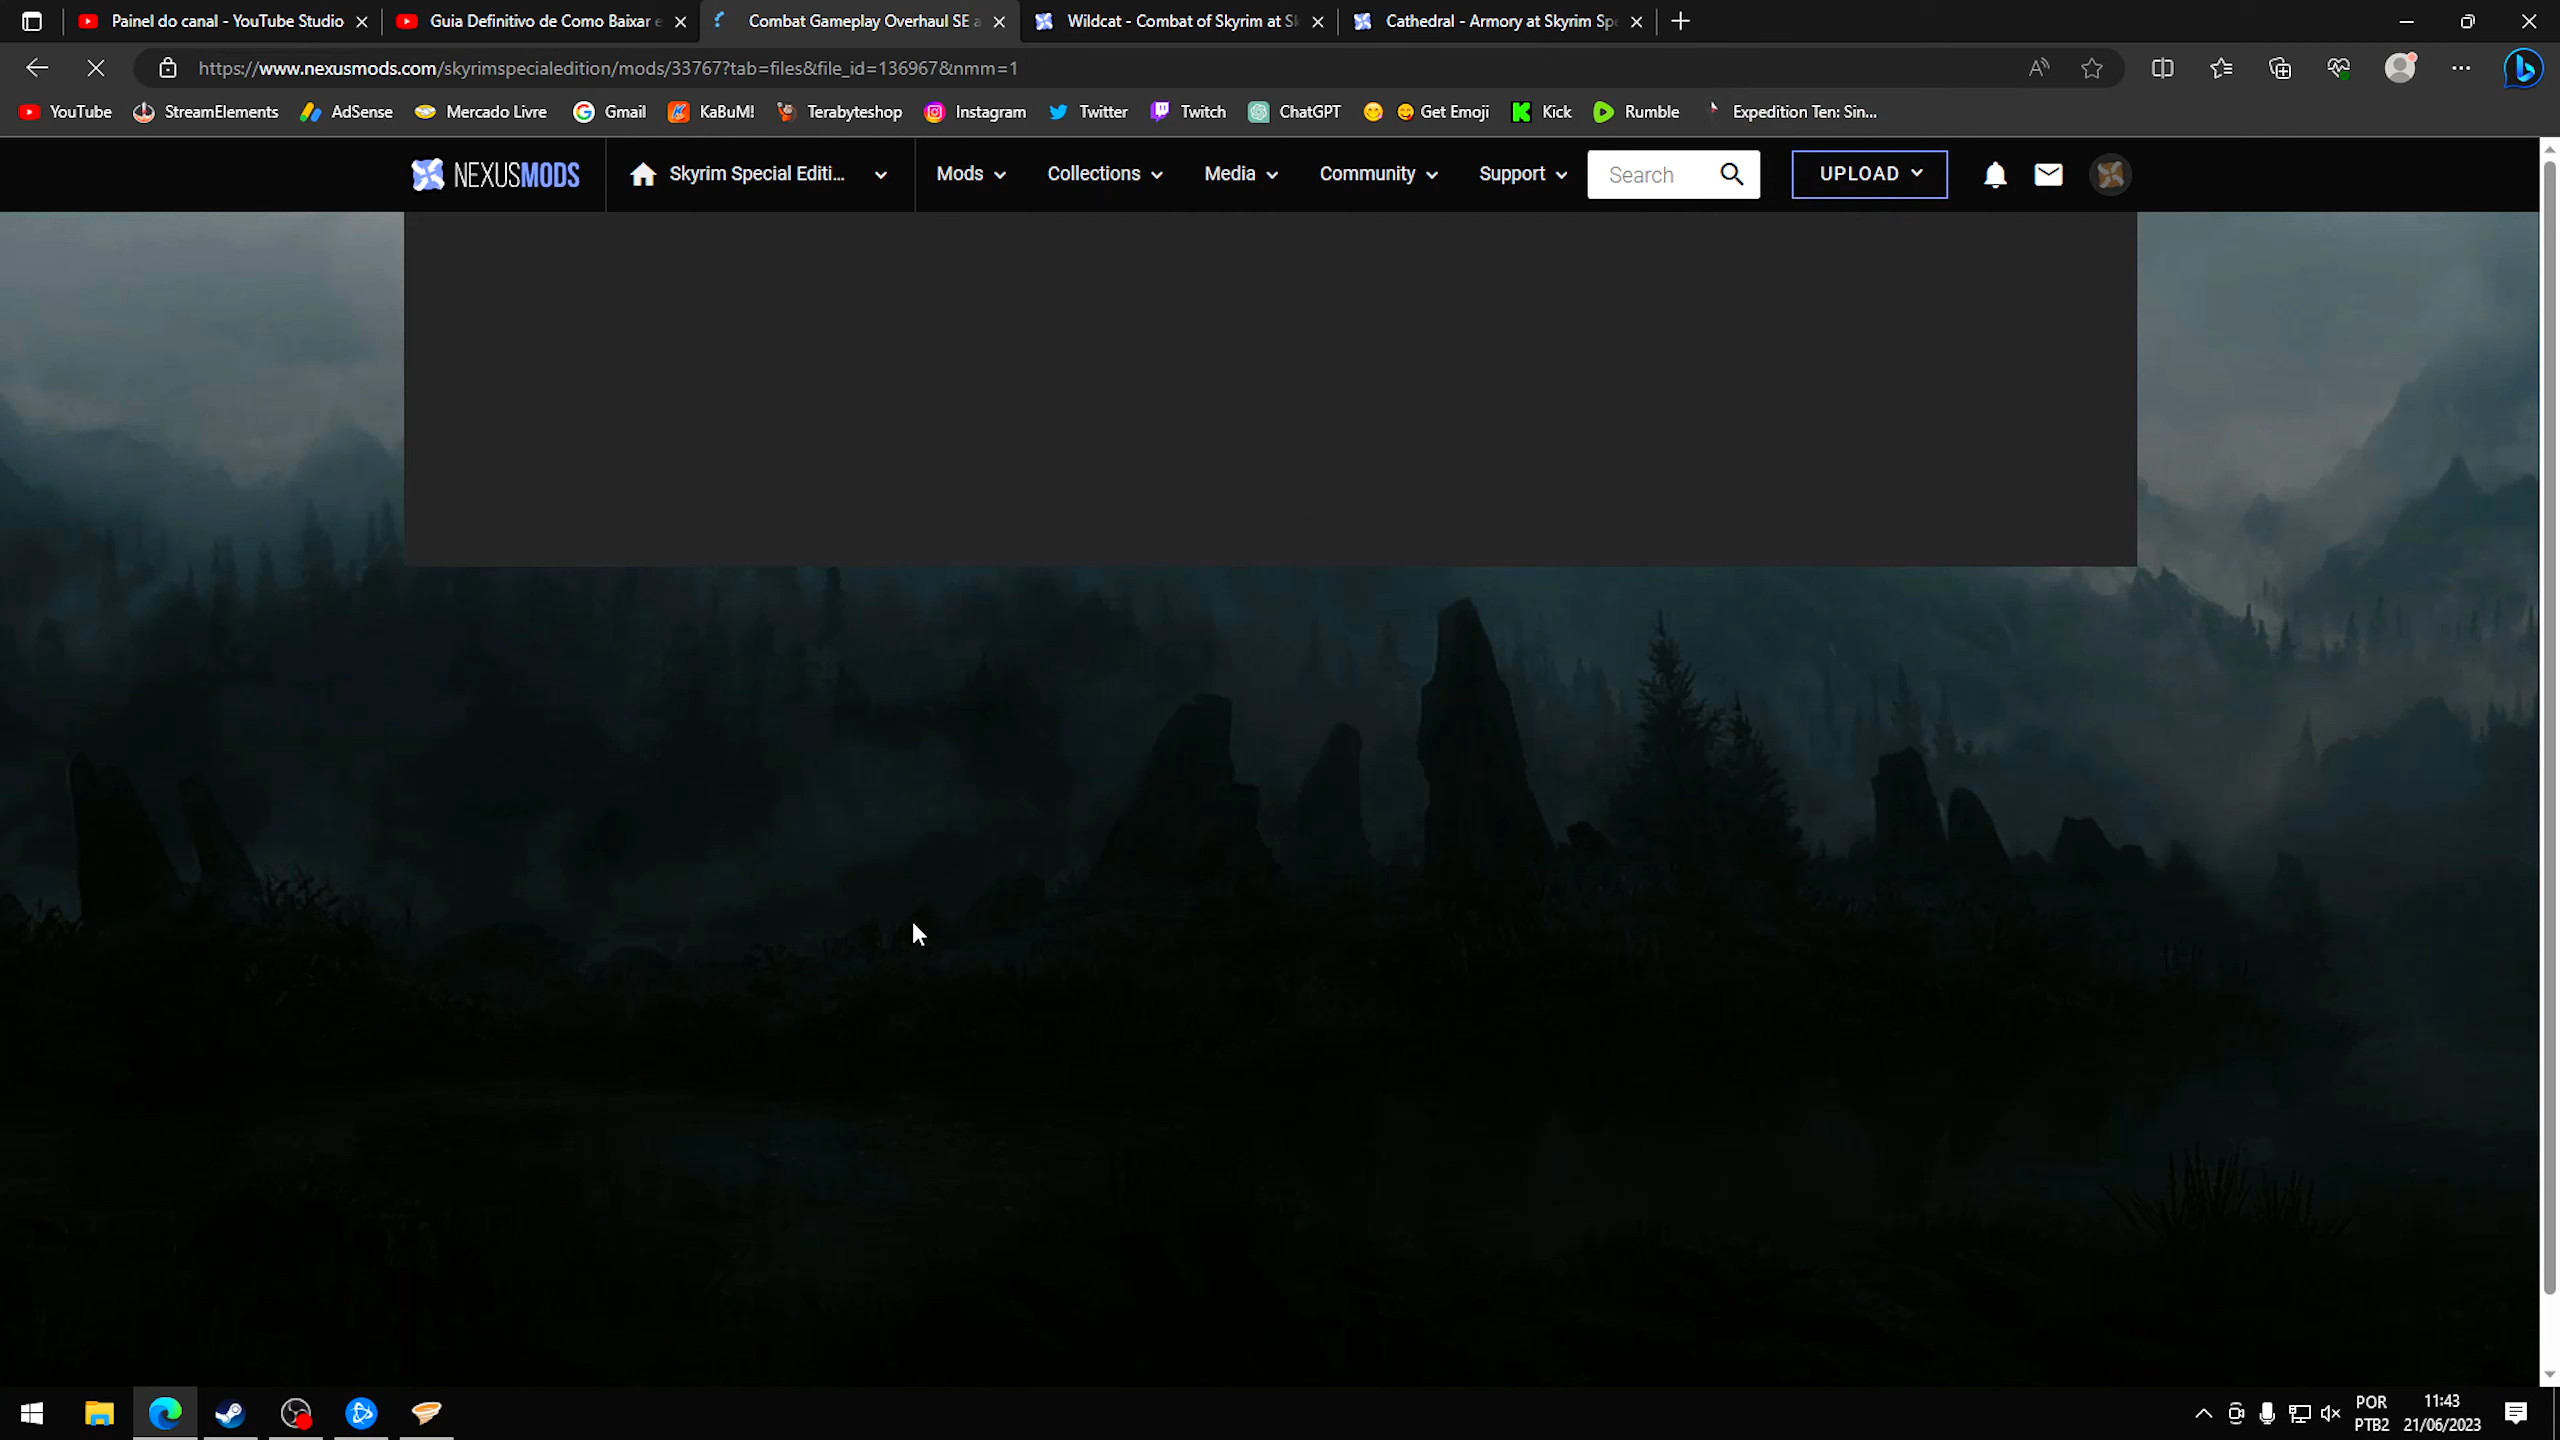 Painel do canal - YouTube Studio
Guia Definitivo de Como Baixar e
Combat Gameplay Overhaul SE a
Wildcat - Combat of Skyrim at Sk
Cathedral - Armory at Skyrim Spe
https://www.nexusmods.com/skyrimspecialedition/mods/33767?tab=files&file_id=136967&nmm=1
YouTube
StreamElements
AdSense
Mercado Livre
Gmail
KaBuM!
Terabyteshop
Instagram
Twitter
Twitch
ChatGPT
Get Emoji
Kick
Rumble
Expedition Ten: Sin...
NEXUSMODS
Skyrim Special Editi...
Mods
Collections
Media
Community
Support
Search
UPLOAD
POR
PTB2
11:43
21/06/2023